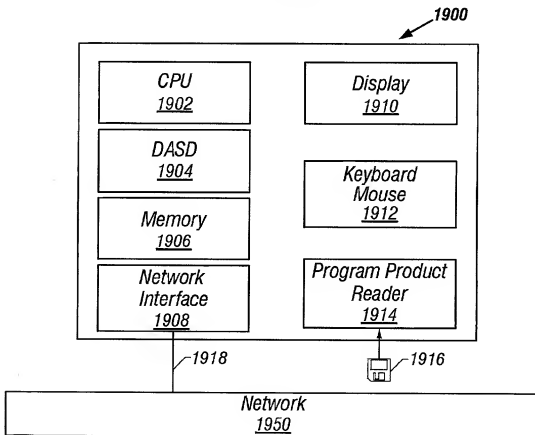 1900
CPU
1902
DASD
1904
Memory
1906
Network
Interface
1908
Display
1910
Keyboard
Mouse
1912
Program Product
Reader
1914
1918
1916
Network
1950